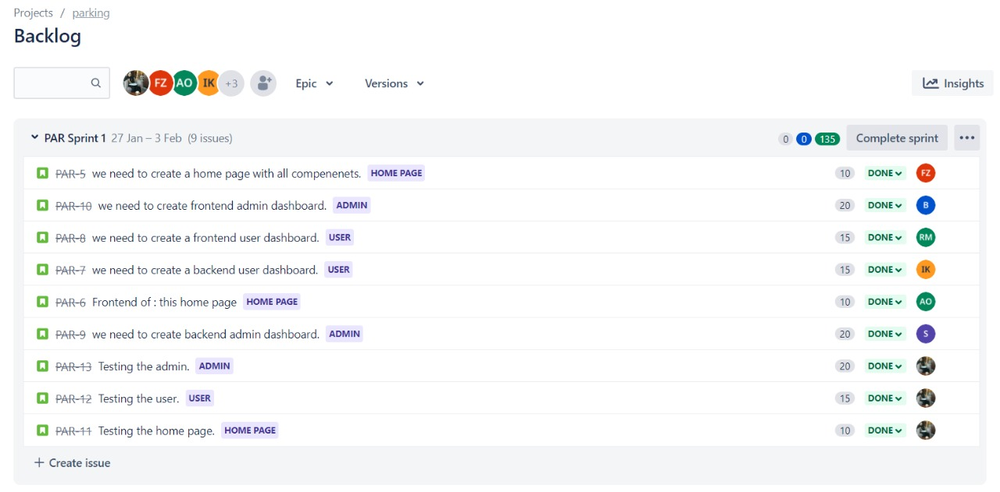 Projects / parking
Backlog
FZ AO IK +3 Epic Versions Insights
PAR Sprint 1 27 Jan – 3 Feb (9 issues) 0 0 135 Complete sprint
PAR-5 we need to create a home page with all compenenets. HOME PAGE 10 DONE FZ
PAR-10 we need to create frontend admin dashboard. ADMIN 20 DONE B
PAR-8 we need to create a frontend user dashboard. USER 15 DONE RM
PAR-7 we need to create a backend user dashboard. USER 15 DONE IK
PAR-6 Frontend of : this home page HOME PAGE 10 DONE AO
PAR-9 we need to create backend admin dashboard. ADMIN 20 DONE S
PAR-13 Testing the admin. ADMIN 20 DONE
PAR-12 Testing the user. USER 15 DONE
PAR-11 Testing the home page. HOME PAGE 10 DONE
+ Create issue